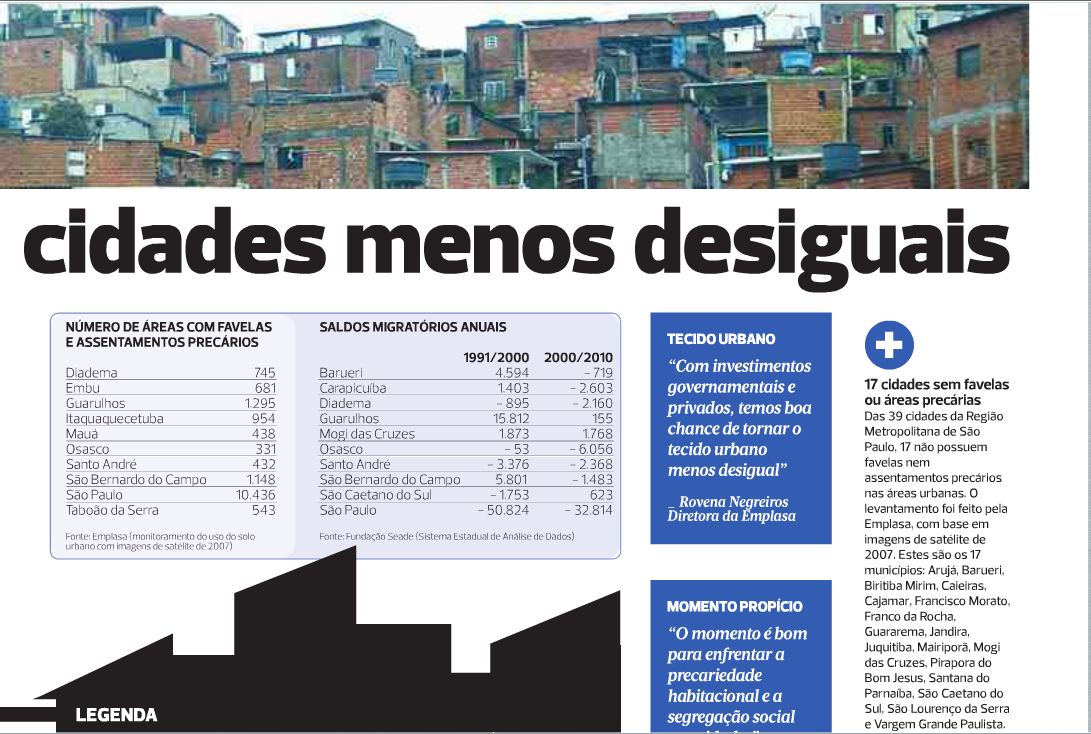 cidades menos desiguais
NÚMERO DE ÁREAS COM FAVELAS
E ASSENTAMENTOS PRECÁRIOS
Diadema 745
Embu 681
Guarulhos 1.295
Itaquaquecetuba 954
Mauá 438
Osasco 331
Santo André 432
São Bernardo do Campo 1.148
São Paulo 10.436
Taboão da Serra 543
Fonte: Emplasa (monitoramento do uso do solo
urbano com imagens de satélite de 2007)
SALDOS MIGRATÓRIOS ANUAIS
1991/2000 2000/2010
Barueri 4.594 – 719
Carapicuíba 1.403 – 2.603
Diadema – 895 – 2.160
Guarulhos 15.812 155
Mogi das Cruzes 1.873 1.768
Osasco – 53 – 6.056
Santo André – 3.376 – 2.368
São Bernardo do Campo 5.801 – 1.483
São Caetano do Sul – 1.753 623
São Paulo – 50.824 – 32.814
Fonte: Fundação Seade (Sistema Estadual de Análise de Dados)
TECIDO URBANO
“Com investimentos
governamentais e
privados, temos boa
chance de tornar o
tecido urbano
menos desigual”
_ Rovena Negreiros
Diretora da Emplasa
MOMENTO PROPÍCIO
“O momento é bom
para enfrentar a
precariedade
habitacional e a
segregação social
17 cidades sem favelas
ou áreas precárias
Das 39 cidades da Região
Metropolitana de São
Paulo, 17 não possuem
favelas nem
assentamentos precários
nas áreas urbanas. O
levantamento foi feito pela
Emplasa, com base em
imagens de satélite de
2007. Estes são os 17
municípios: Arujá, Barueri,
Biritiba Mirim, Caieiras,
Cajamar, Francisco Morato,
Franco da Rocha,
Guararema, Jandira,
Juquitiba, Mairiporã, Mogi
das Cruzes, Pirapora do
Bom Jesus, Santana do
Parnaíba, São Caetano do
Sul, São Lourenço da Serra
e Vargem Grande Paulista.
LEGENDA